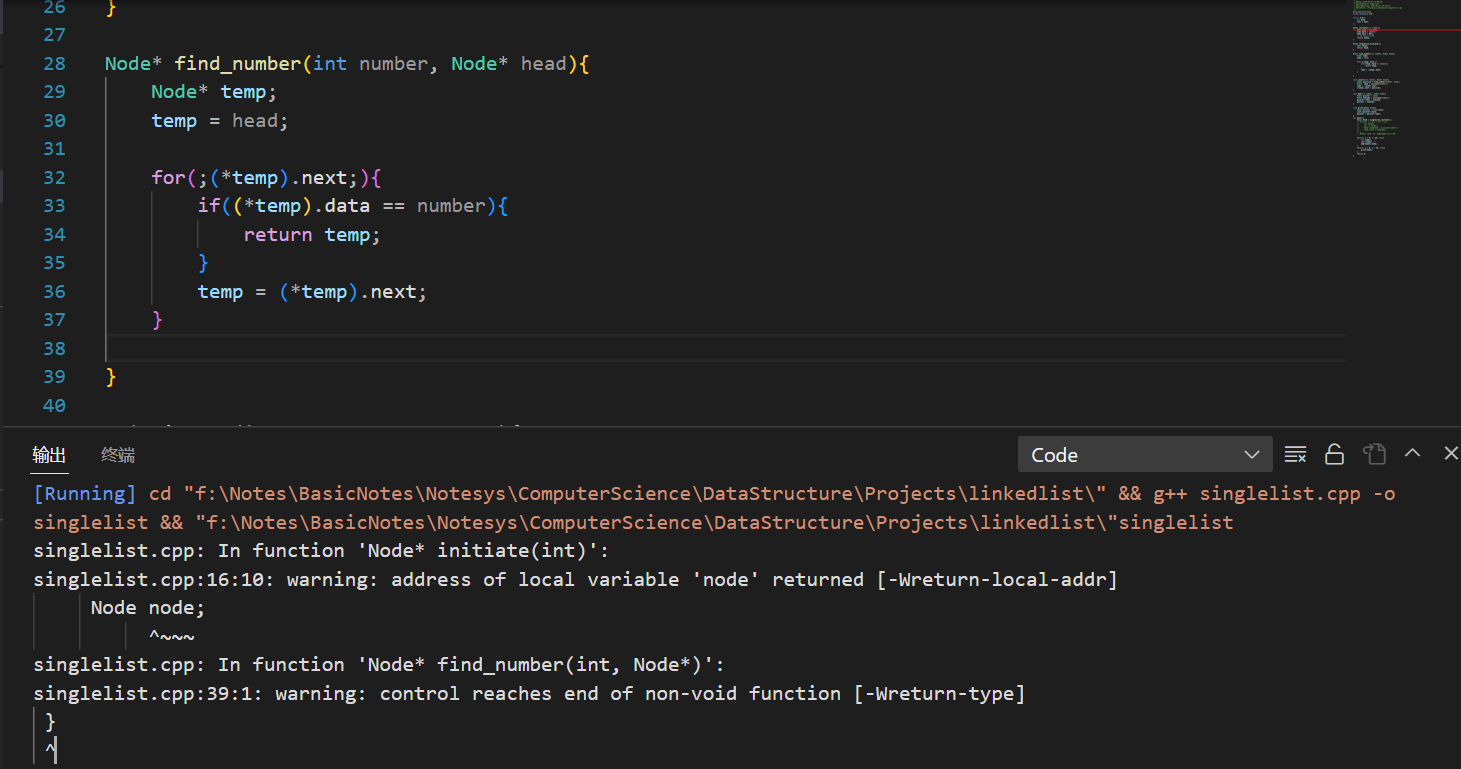 26 }
27
28 Node* find_number(int number, Node* head){
29 Node* temp;
30 temp = head;
31
32 for(;(*temp).next;){
33 if((*temp).data == number){
34 return temp;
35 }
36 temp = (*temp).next;
37 }
38
39 }
40
输出 终端 Code
[Running] cd "f:\Notes\BasicNotes\Notesys\ComputerScience\DataStructure\Projects\linkedlist\" && g++ singlelist.cpp -o
singlelist && "f:\Notes\BasicNotes\Notesys\ComputerScience\DataStructure\Projects\linkedlist\"singlelist
singlelist.cpp: In function 'Node* initiate(int)':
singlelist.cpp:16:10: warning: address of local variable 'node' returned [-Wreturn-local-addr]
Node node;
^~~~
singlelist.cpp: In function 'Node* find_number(int, Node*)':
singlelist.cpp:39:1: warning: control reaches end of non-void function [-Wreturn-type]
}
^